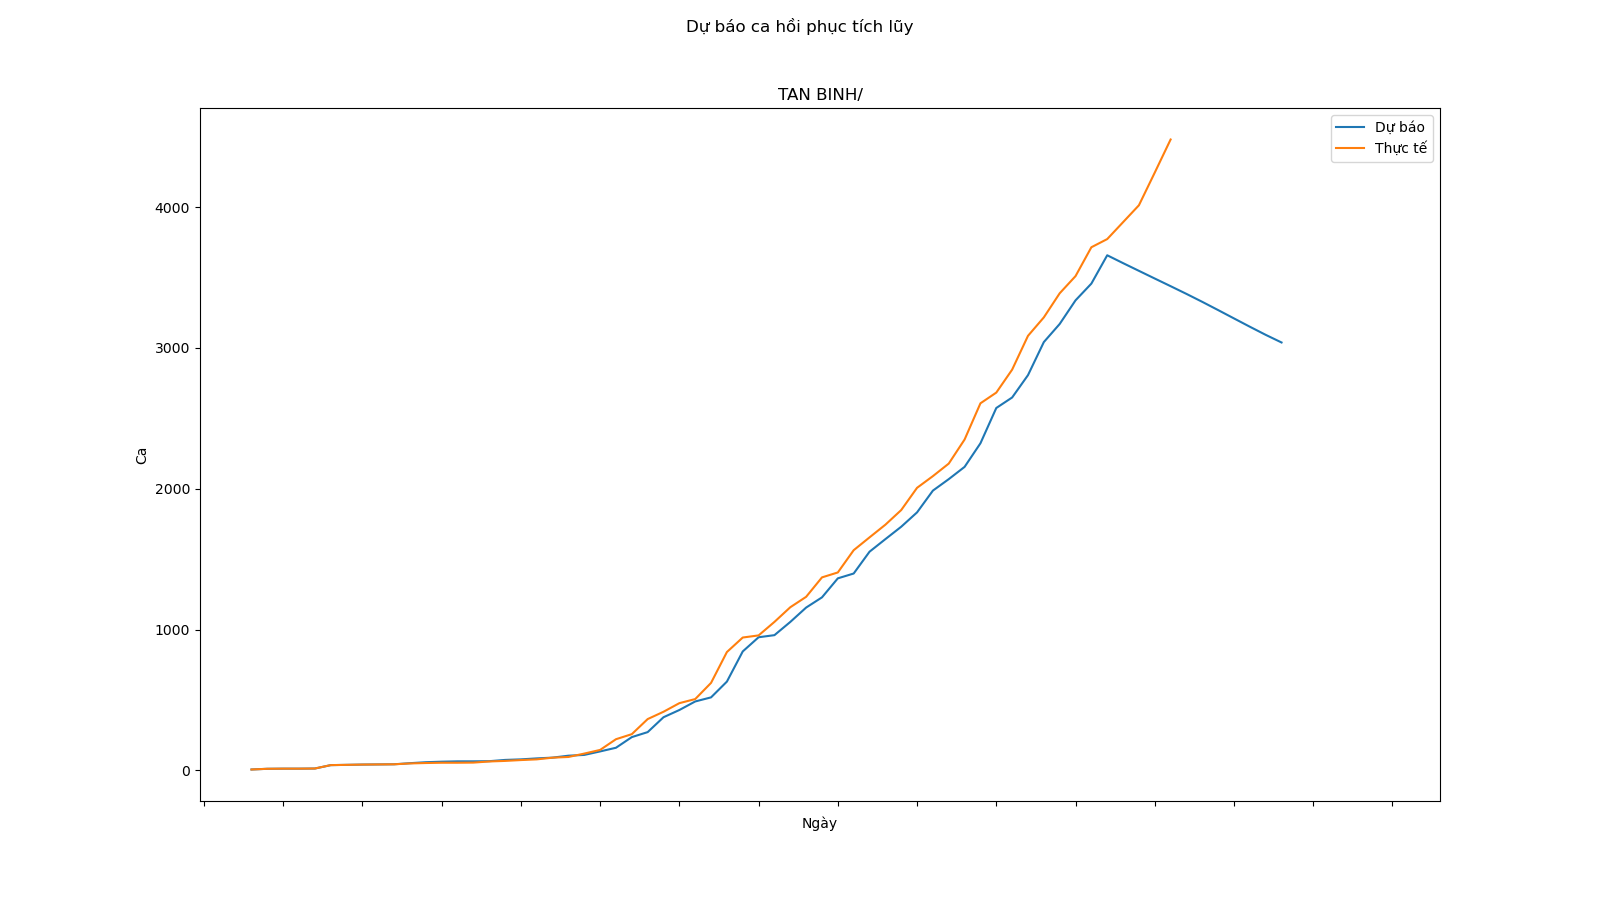 Dự báo ca hồi phục tích lũy
TAN BINH/
Dự báo
Thực tế
4000
3000
2000
1000
0
Ca
Ngày